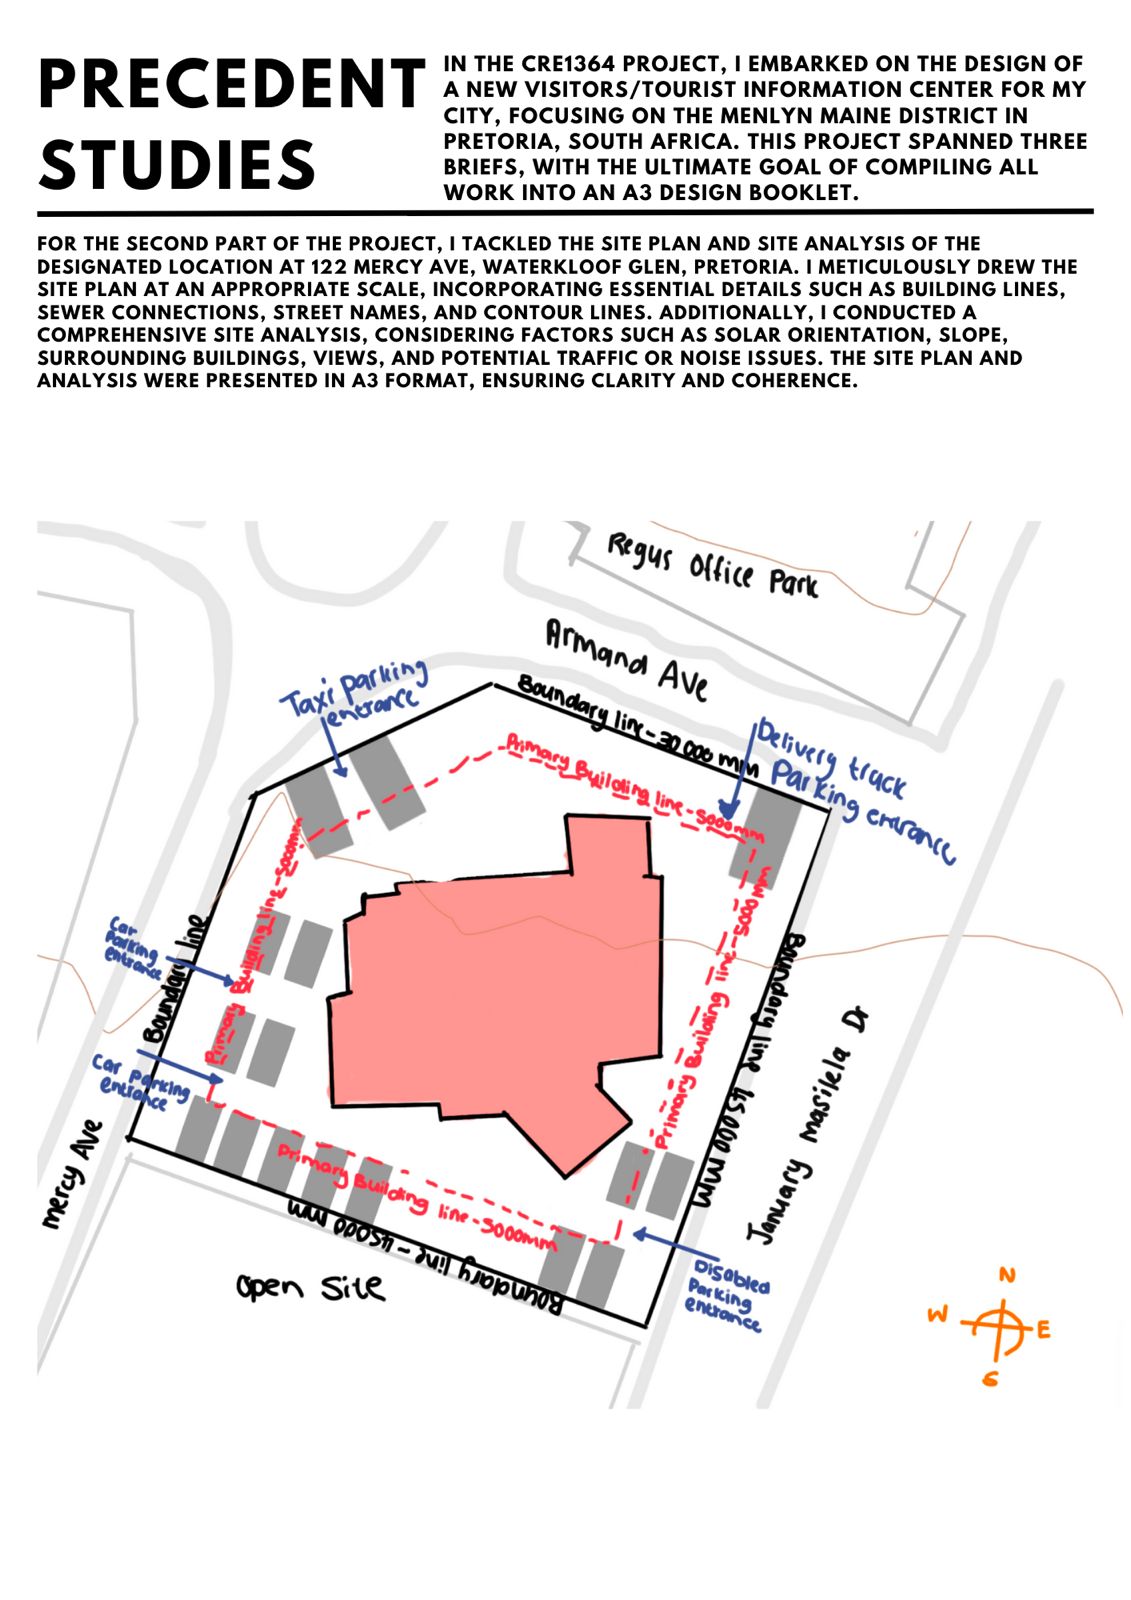 PRECEDENT
STUDIES
IN THE CRE1364 PROJECT, I EMBARKED ON THE DESIGN OF
A NEW VISITORS/TOURIST INFORMATION CENTER FOR MY
CITY, FOCUSING ON THE MENLYN MAINE DISTRICT IN
PRETORIA, SOUTH AFRICA. THIS PROJECT SPANNED THREE
BRIEFS, WITH THE ULTIMATE GOAL OF COMPILING ALL
WORK INTO AN A3 DESIGN BOOKLET.
FOR THE SECOND PART OF THE PROJECT, I TACKLED THE SITE PLAN AND SITE ANALYSIS OF THE
DESIGNATED LOCATION AT 122 MERCY AVE, WATERKLOOF GLEN, PRETORIA. I METICULOUSLY DREW THE
SITE PLAN AT AN APPROPRIATE SCALE, INCORPORATING ESSENTIAL DETAILS SUCH AS BUILDING LINES,
SEWER CONNECTIONS, STREET NAMES, AND CONTOUR LINES. ADDITIONALLY, I CONDUCTED A
COMPREHENSIVE SITE ANALYSIS, CONSIDERING FACTORS SUCH AS SOLAR ORIENTATION, SLOPE,
SURROUNDING BUILDINGS, VIEWS, AND POTENTIAL TRAFFIC OR NOISE ISSUES. THE SITE PLAN AND
ANALYSIS WERE PRESENTED IN A3 FORMAT, ENSURING CLARITY AND COHERENCE.
Regus Office Park
Armand Ave
Taxi parking
entrance
Boundary line-30 000 mm
Primary Building line-5000mm
Delivery track
Parking entrance
Primary Building line-5000mm
Car
Parking
entrance
Boundary line
Primary Building line-5000mm
Boundary line 45000 mm
January masilela Dr
Car Parking
entrance
mercy Ave
Primary Building line-5000mm
Boundary line - 45000 mm
open Site
Disabled
Parking
entrance
N
W
E
S